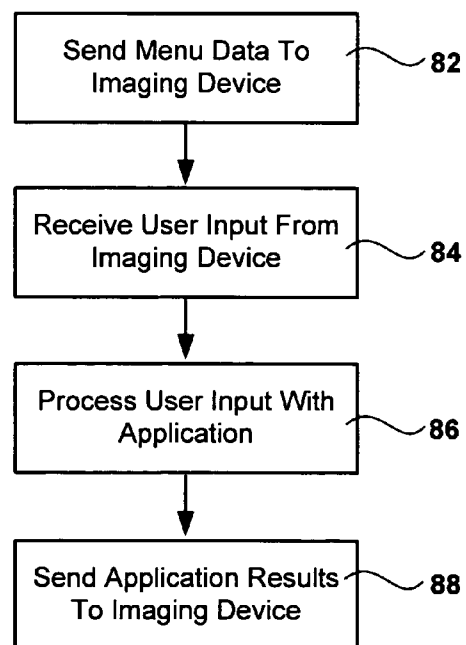 Send Menu Data To
Imaging Device
82
Receive User Input From
Imaging Device
84
Process User Input With
Application
86
Send Application Results
To Imaging Device
88